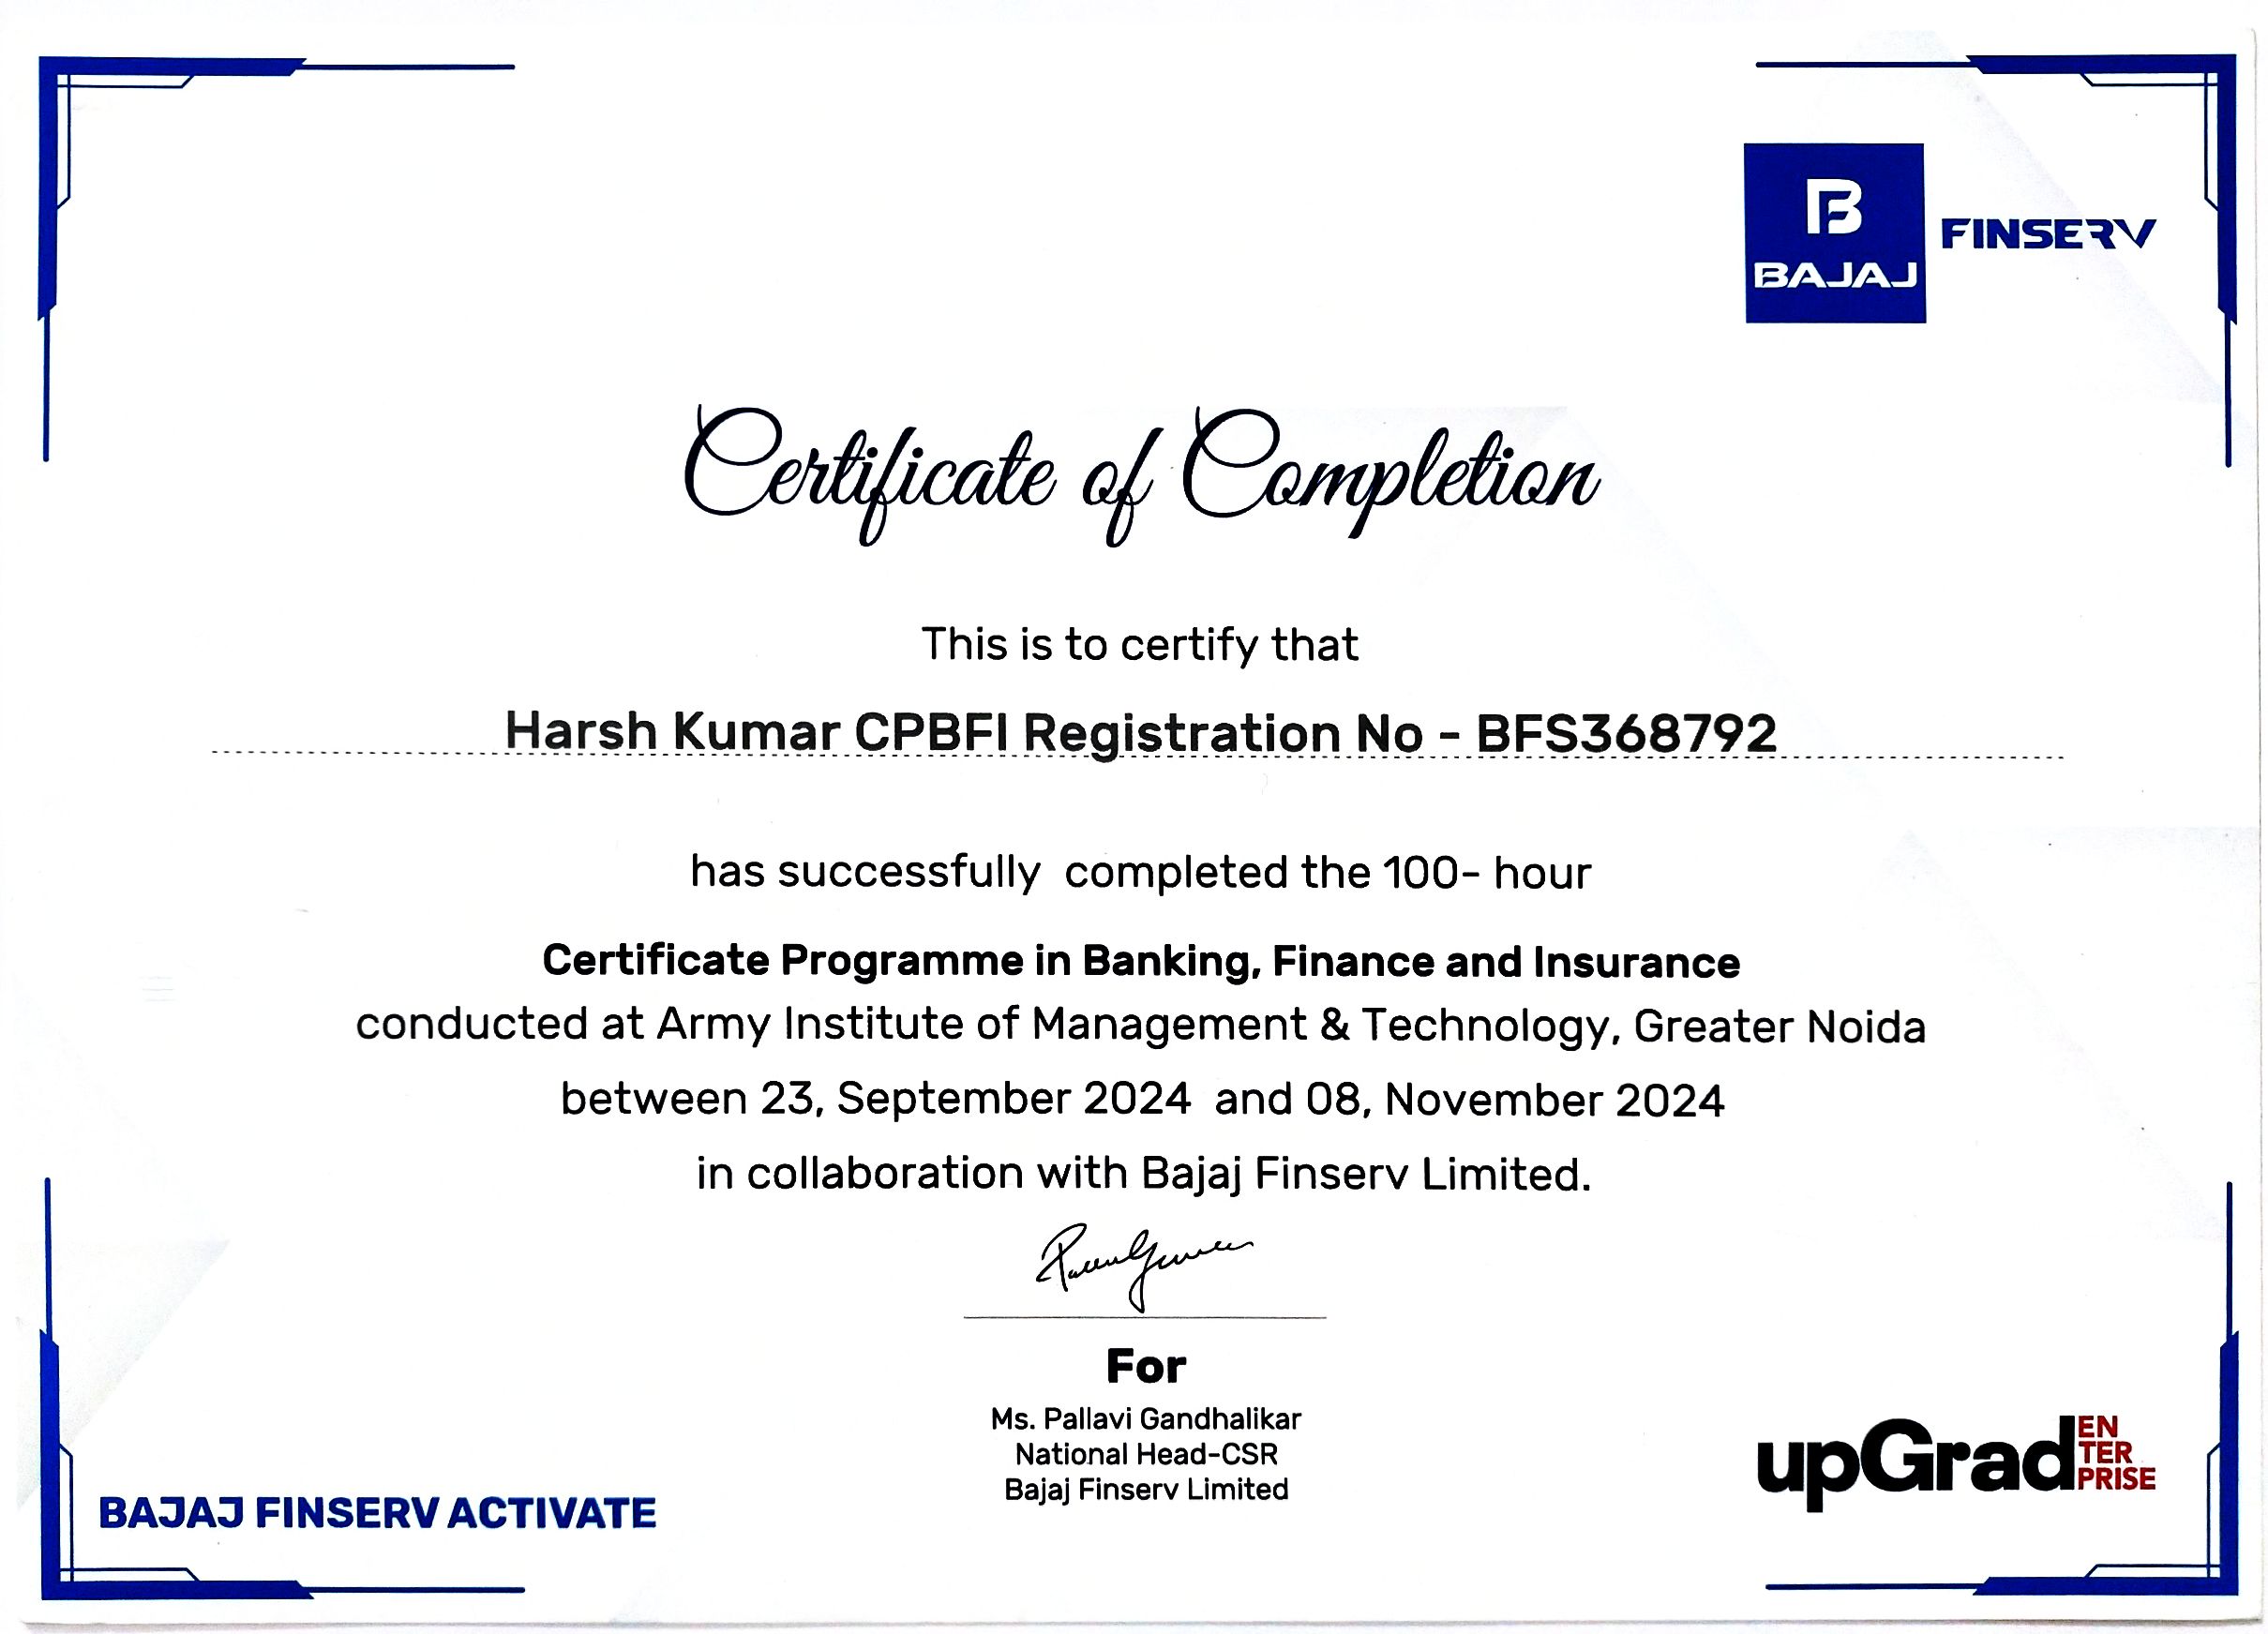 B
BAJAJ
FINSERV
Certificate of Completion
This is to certify that
Harsh Kumar CPBFI Registration No - BFS368792
has successfully  completed the 100- hour
Certificate Programme in Banking, Finance and Insurance
conducted at Army Institute of Management & Technology, Greater Noida
between 23, September 2024  and 08, November 2024
in collaboration with Bajaj Finserv Limited.
For
Ms. Pallavi Gandhalikar
National Head-CSR
Bajaj Finserv Limited
BAJAJ FINSERV ACTIVATE
upGrad
EN
TER
PRISE